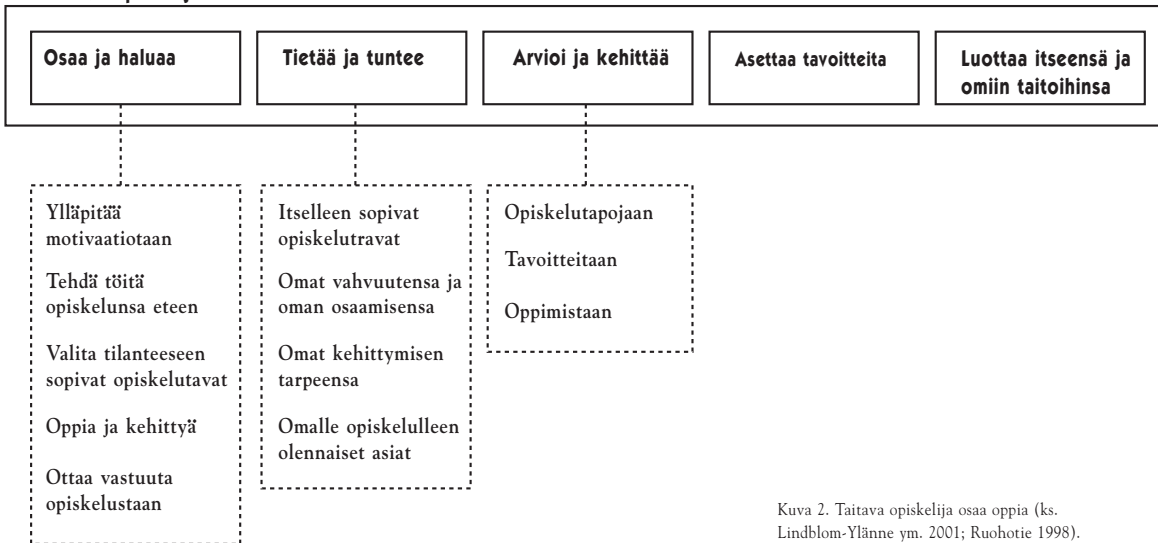 Osaa ja haluaa
Tietää ja tuntee
Arvioi ja kehittää
Asettaa tavoitteita
Luottaa itseensä ja
omiin taitoihinsa
Ylläpitää
motivaatiotaan
Tehdä töitä
opiskelunsa eteen
Valita tilanteeseen
sopivat opiskelutavat
Oppia ja kehittyä
Ottaa vastuuta
opiskelustaan
Itselleen sopivat
opiskelutravat
Omat vahvuutensa ja
oman osaamisensa
Omat kehittymisen
tarpeensa
Omalle opiskelulleen
olennaiset asiat
Opiskelutapojaan
Tavoitteitaan
Oppimistaan
Kuva 2. Taitava opiskelija osaa oppia (ks.
Lindblom-Ylänne ym. 2001; Ruohotie 1998).